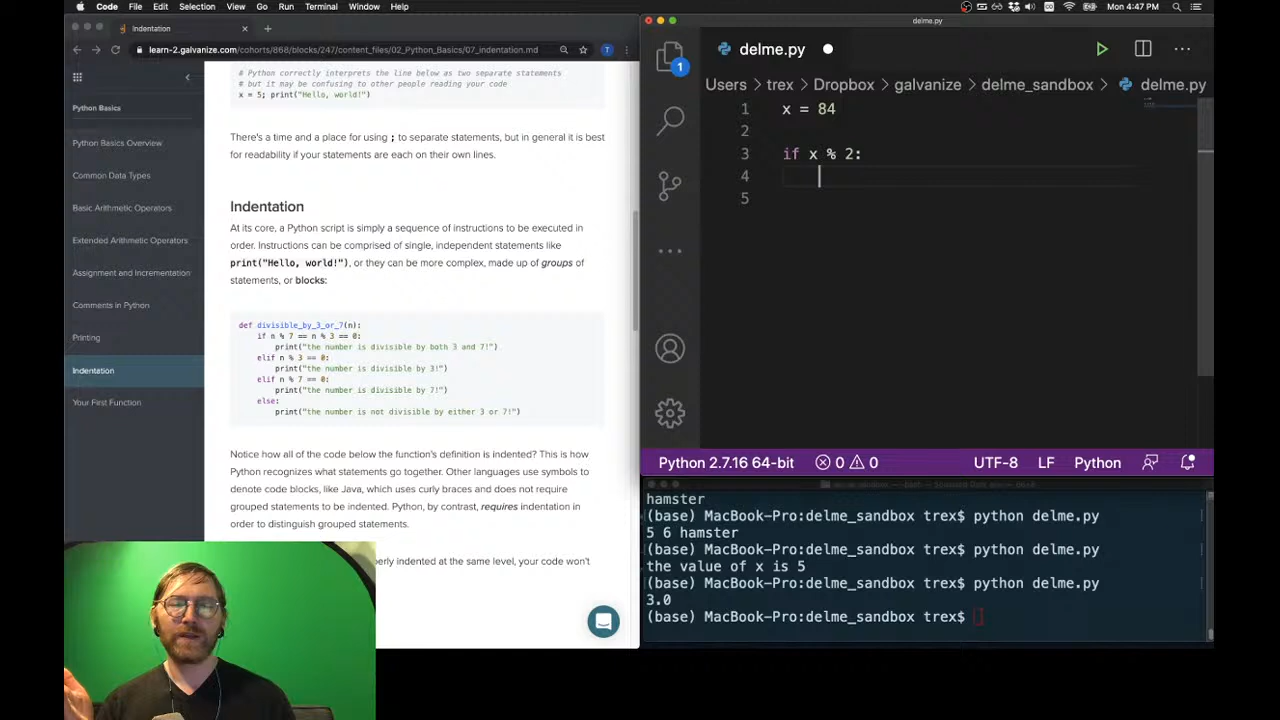 Code File Edit Selection View Go Run Terminal Window Help
Mon 4:47 PM
Indentation
learn-2.galvanize.com/cohorts/868/blocks/247/content_files/02_Python_Basics/07_indentation.md
T
Python Basics
Python Basics Overview
Common Data Types
Basic Arithmetic Operators
Extended Arithmetic Operators
Assignment and Incrementation
Comments in Python
Printing
Indentation
Your First Function
# Python correctly interprets the line below as two separate statements
# but it may be confusing to other people reading your code
x = 5; print("Hello, world!")
There's a time and a place for using ; to separate statements, but in general it is best
for readability if your statements are each on their own lines.
Indentation
At its core, a Python script is simply a sequence of instructions to be executed in
order. Instructions can be comprised of single, independent statements like
print("Hello, world!"), or they can be more complex, made up of groups of
statements, or blocks:
def divisible_by_3_or_7(n):
if n % 7 == n % 3 == 0:
print("the number is divisible by both 3 and 7!")
elif n % 3 == 0:
print("the number is divisible by 3!")
elif n % 7 == 0:
print("the number is divisible by 7!")
else:
print("the number is not divisible by either 3 or 7!")
Notice how all of the code below the function's definition is indented? This is how
Python recognizes what statements go together. Other languages use symbols to
denote code blocks, like Java, which uses curly braces and does not require
grouped statements to be indented. Python, by contrast, requires indentation in
order to distinguish grouped statements.
erly indented at the same level, your code won't
delme.py
delme.py
1
Users > trex > Dropbox > galvanize > delme_sandbox > delme.py
1 x = 84
2
3 if x % 2:
4
5
Python 2.7.16 64-bit 0 0 UTF-8 LF Python
hamster
(base) MacBook-Pro:delme_sandbox trex$ python delme.py
5 6 hamster
(base) MacBook-Pro:delme_sandbox trex$ python delme.py
the value of x is 5
(base) MacBook-Pro:delme_sandbox trex$ python delme.py
3.0
(base) MacBook-Pro:delme_sandbox trex$